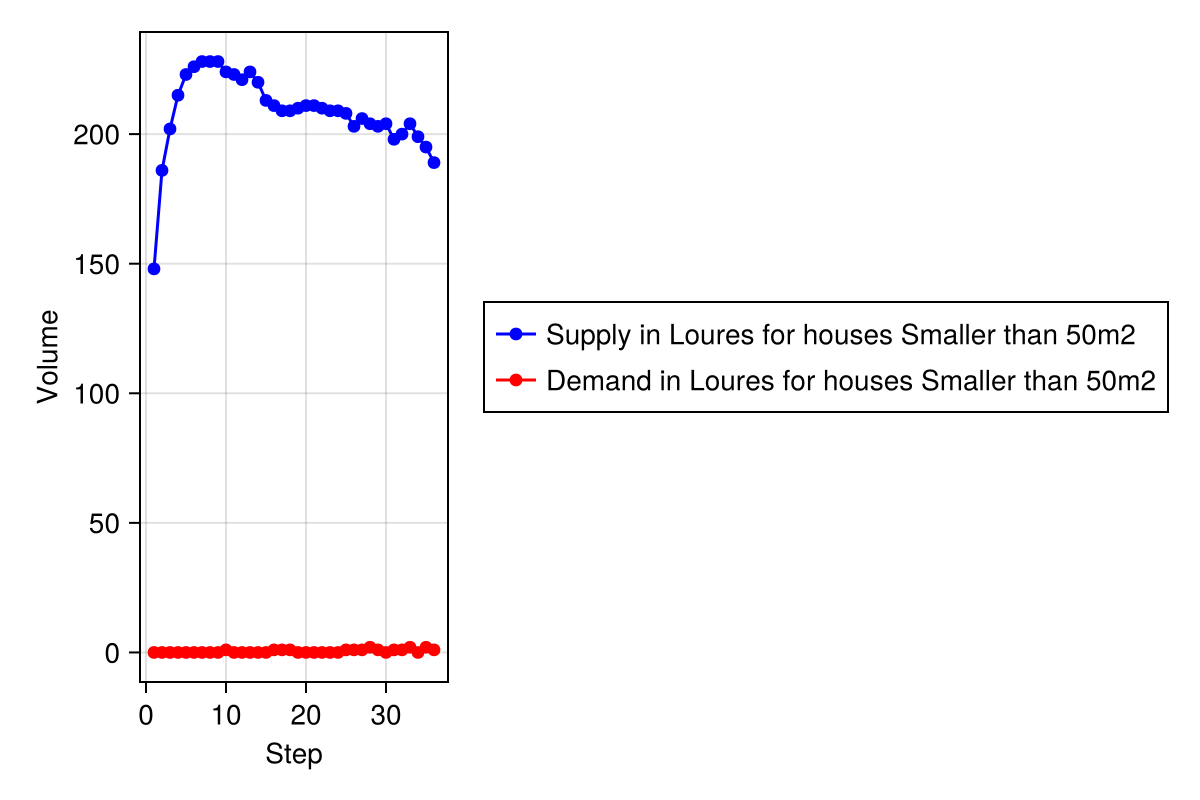 Volume
200
150
100
50
0
0 10 20 30
Step
Supply in Loures for houses Smaller than 50m2
Demand in Loures for houses Smaller than 50m2